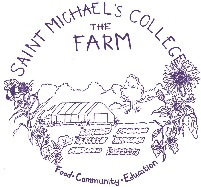 SAINT MICHAEL'S COLLEGE
THE
FARM
Food · Community · Education